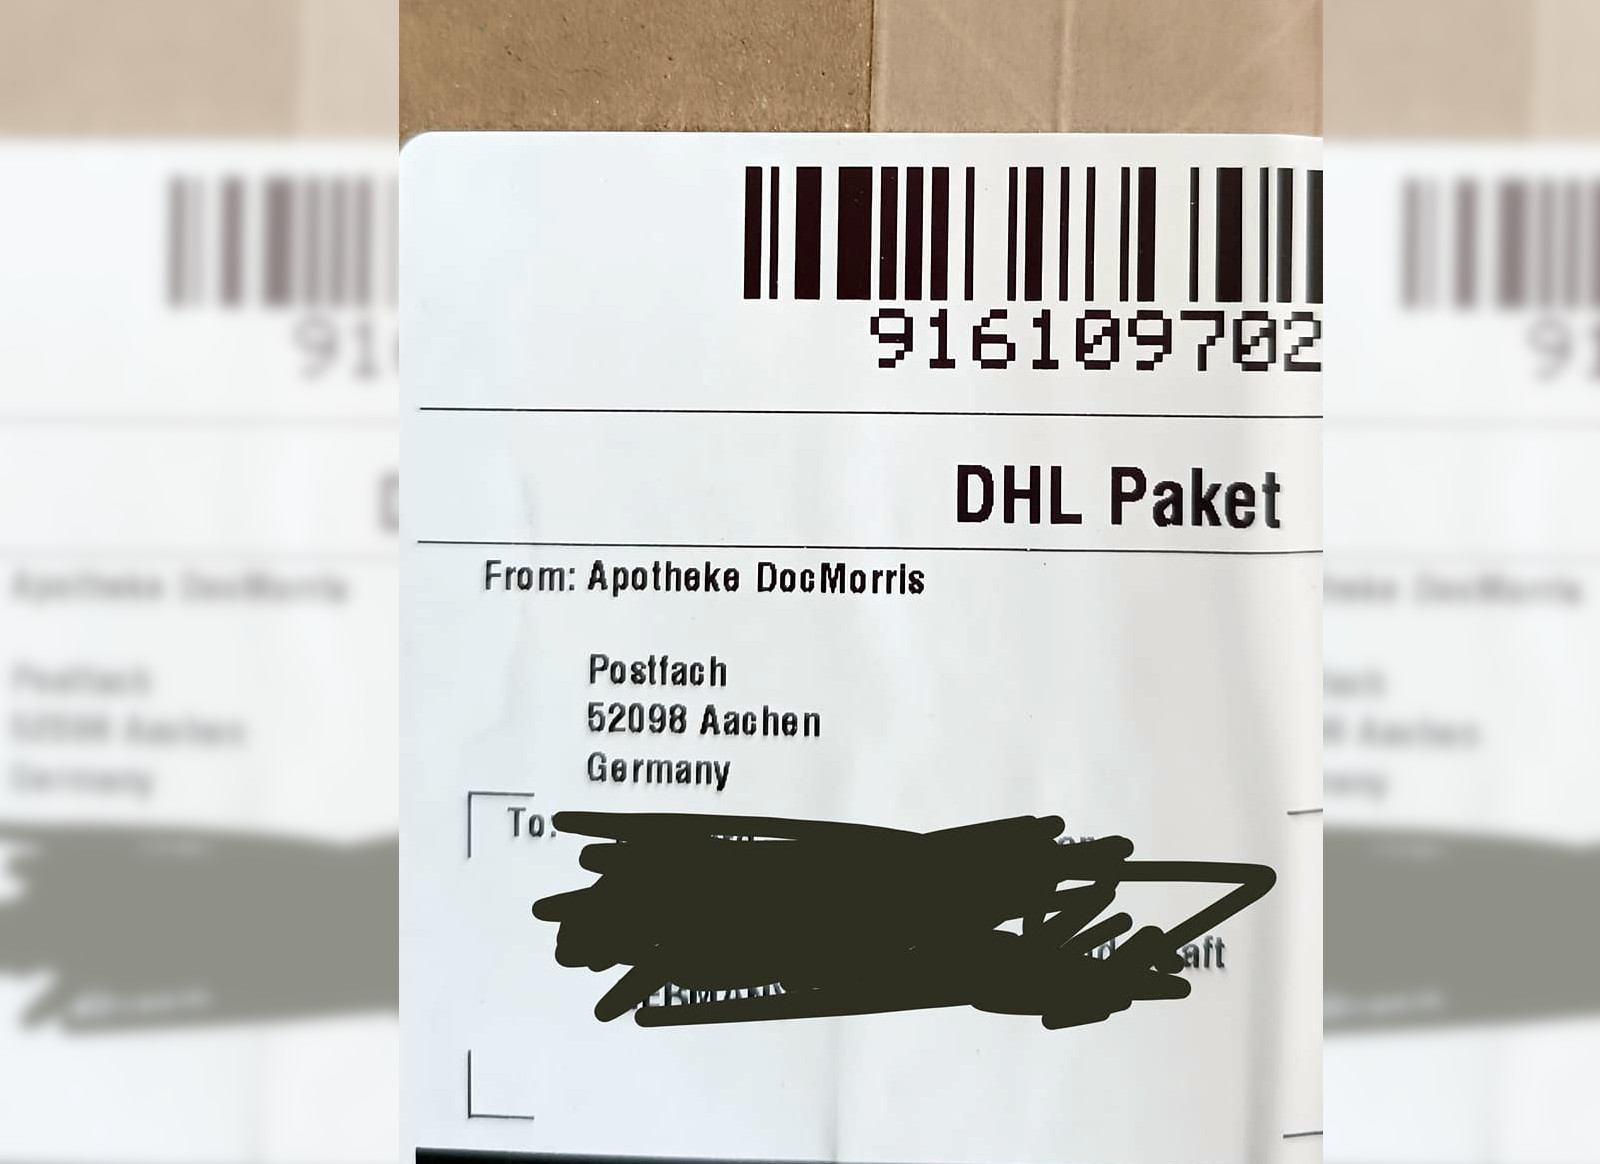 916109702
DHL Paket
From: Apotheke DocMorris
Postfach
52098 Aachen
Germany
To: